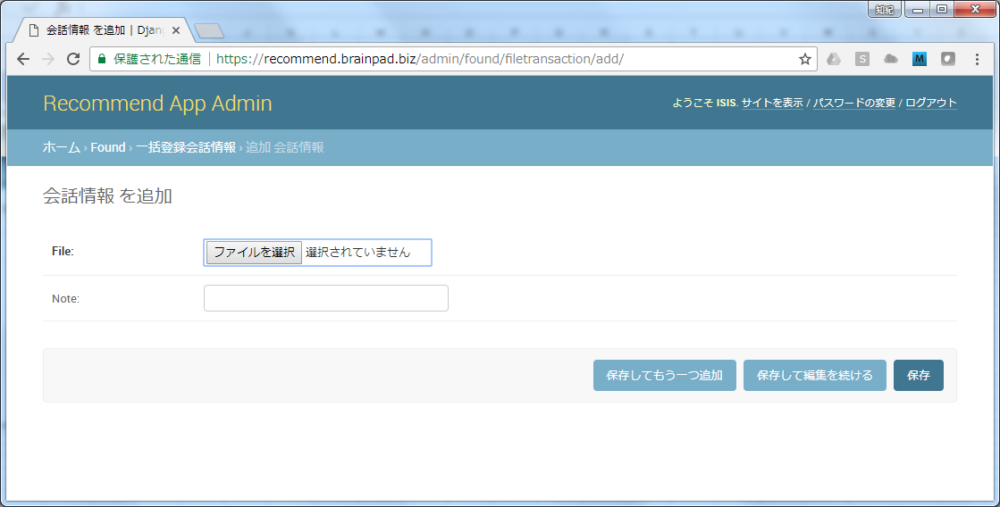 知紀
会話情報 を追加 | Djang
保護された通信 | https://recommend.brainpad.biz/admin/found/filetransaction/add/
S M
Recommend App Admin
ようこそ ISIS. サイトを表示 / パスワードの変更 / ログアウト
ホーム › Found › 一括登録会話情報 › 追加 会話情報
会話情報 を追加
File: ファイルを選択 選択されていません
Note:
保存してもう一つ追加 保存して編集を続ける 保存